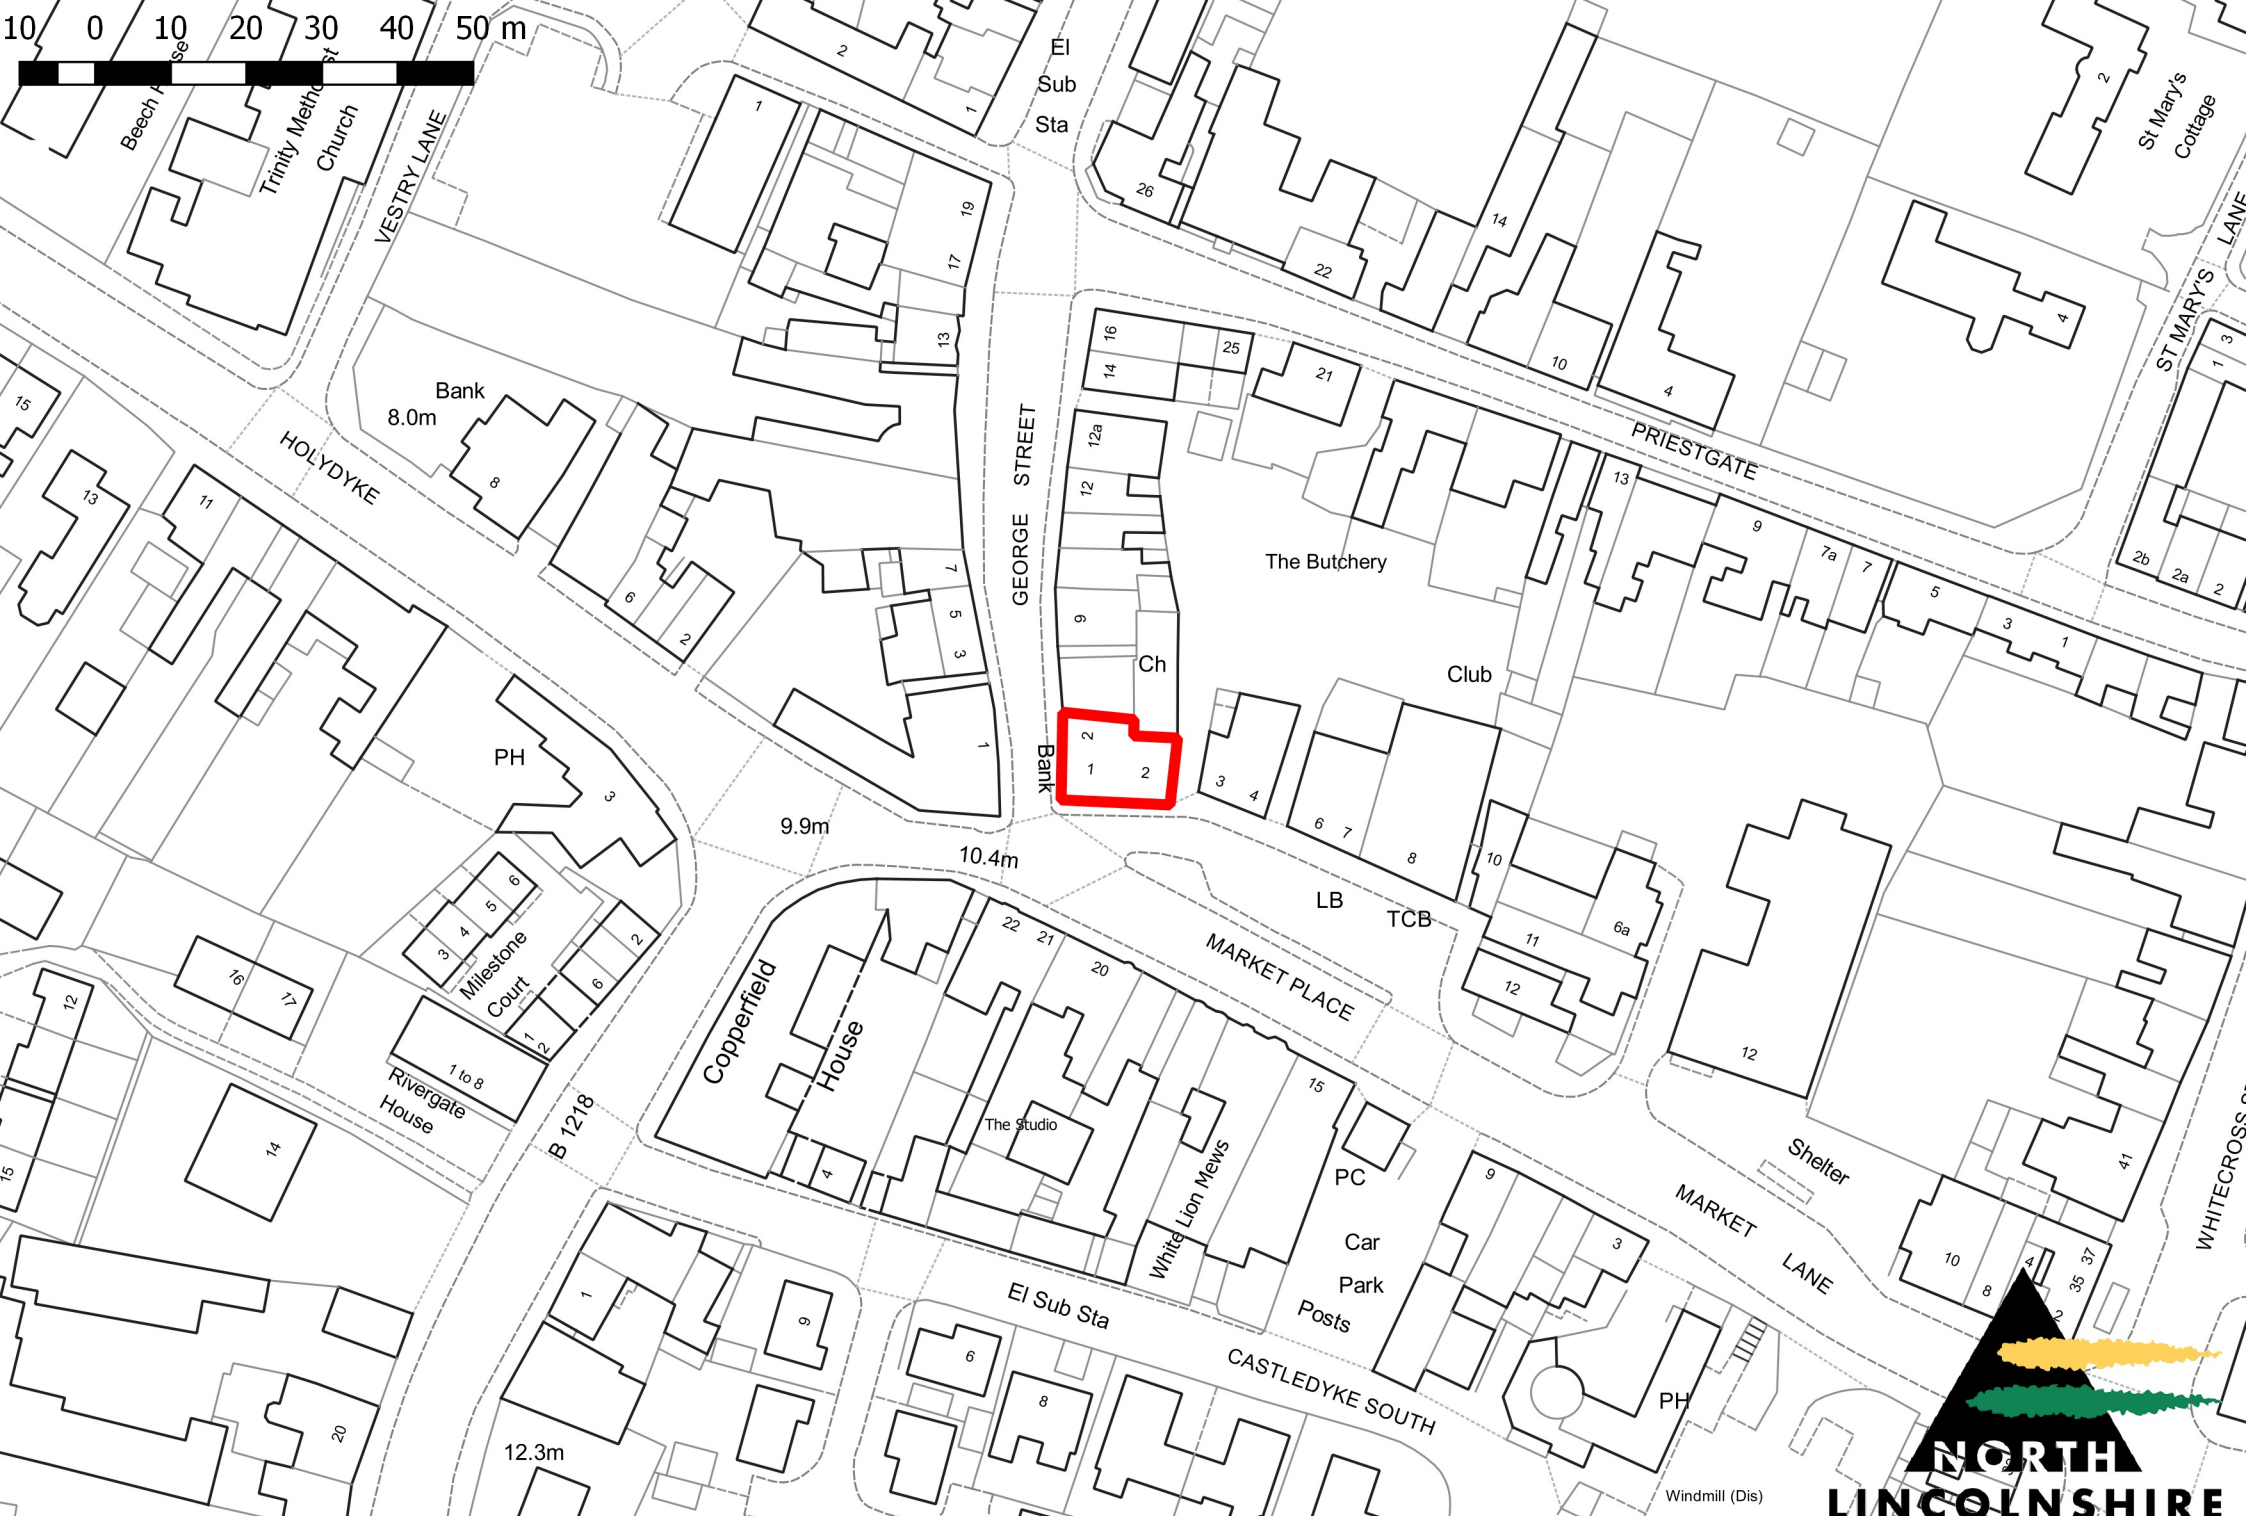 10 0 10 20 30 40 50 m
Beech House
Trinity Methodist
Church
VESTRY LANE
2
1
1
El
Sub
Sta
26
22
14
10
4
2
St Mary's
Cottage
4
LANE
ST MARY'S
3
1
2b
2a
2
19
17
13
16
14
25
21
12a
12
PRIESTGATE
13
9
7a
7
5
3
1
Bank
8.0m
8
HOLYDYKE
15
13
11
6
2
GEORGE STREET
7
5
3
1
9
Ch
The Butchery
Club
Bank
2
1
2
3
4
6
7
8
10
11
6a
12
12
PH
3
9.9m
10.4m
LB
TCB
MARKET PLACE
6
5
4
3
Milestone
Court
2
6
1
2
1 to 8
Rivergate
House
16
17
12
15
14
B 1218
Copperfield
House
4
22
21
20
The Studio
White Lion Mews
15
PC
Car
Park
Posts
9
3
Shelter
MARKET
LANE
WHITECROSS S
41
37
35
10
8
4
2
El Sub Sta
CASTLEDYKE SOUTH
1
9
6
8
20
12.3m
PH
Windmill (Dis)
NORTH
LINCOLNSHIRE